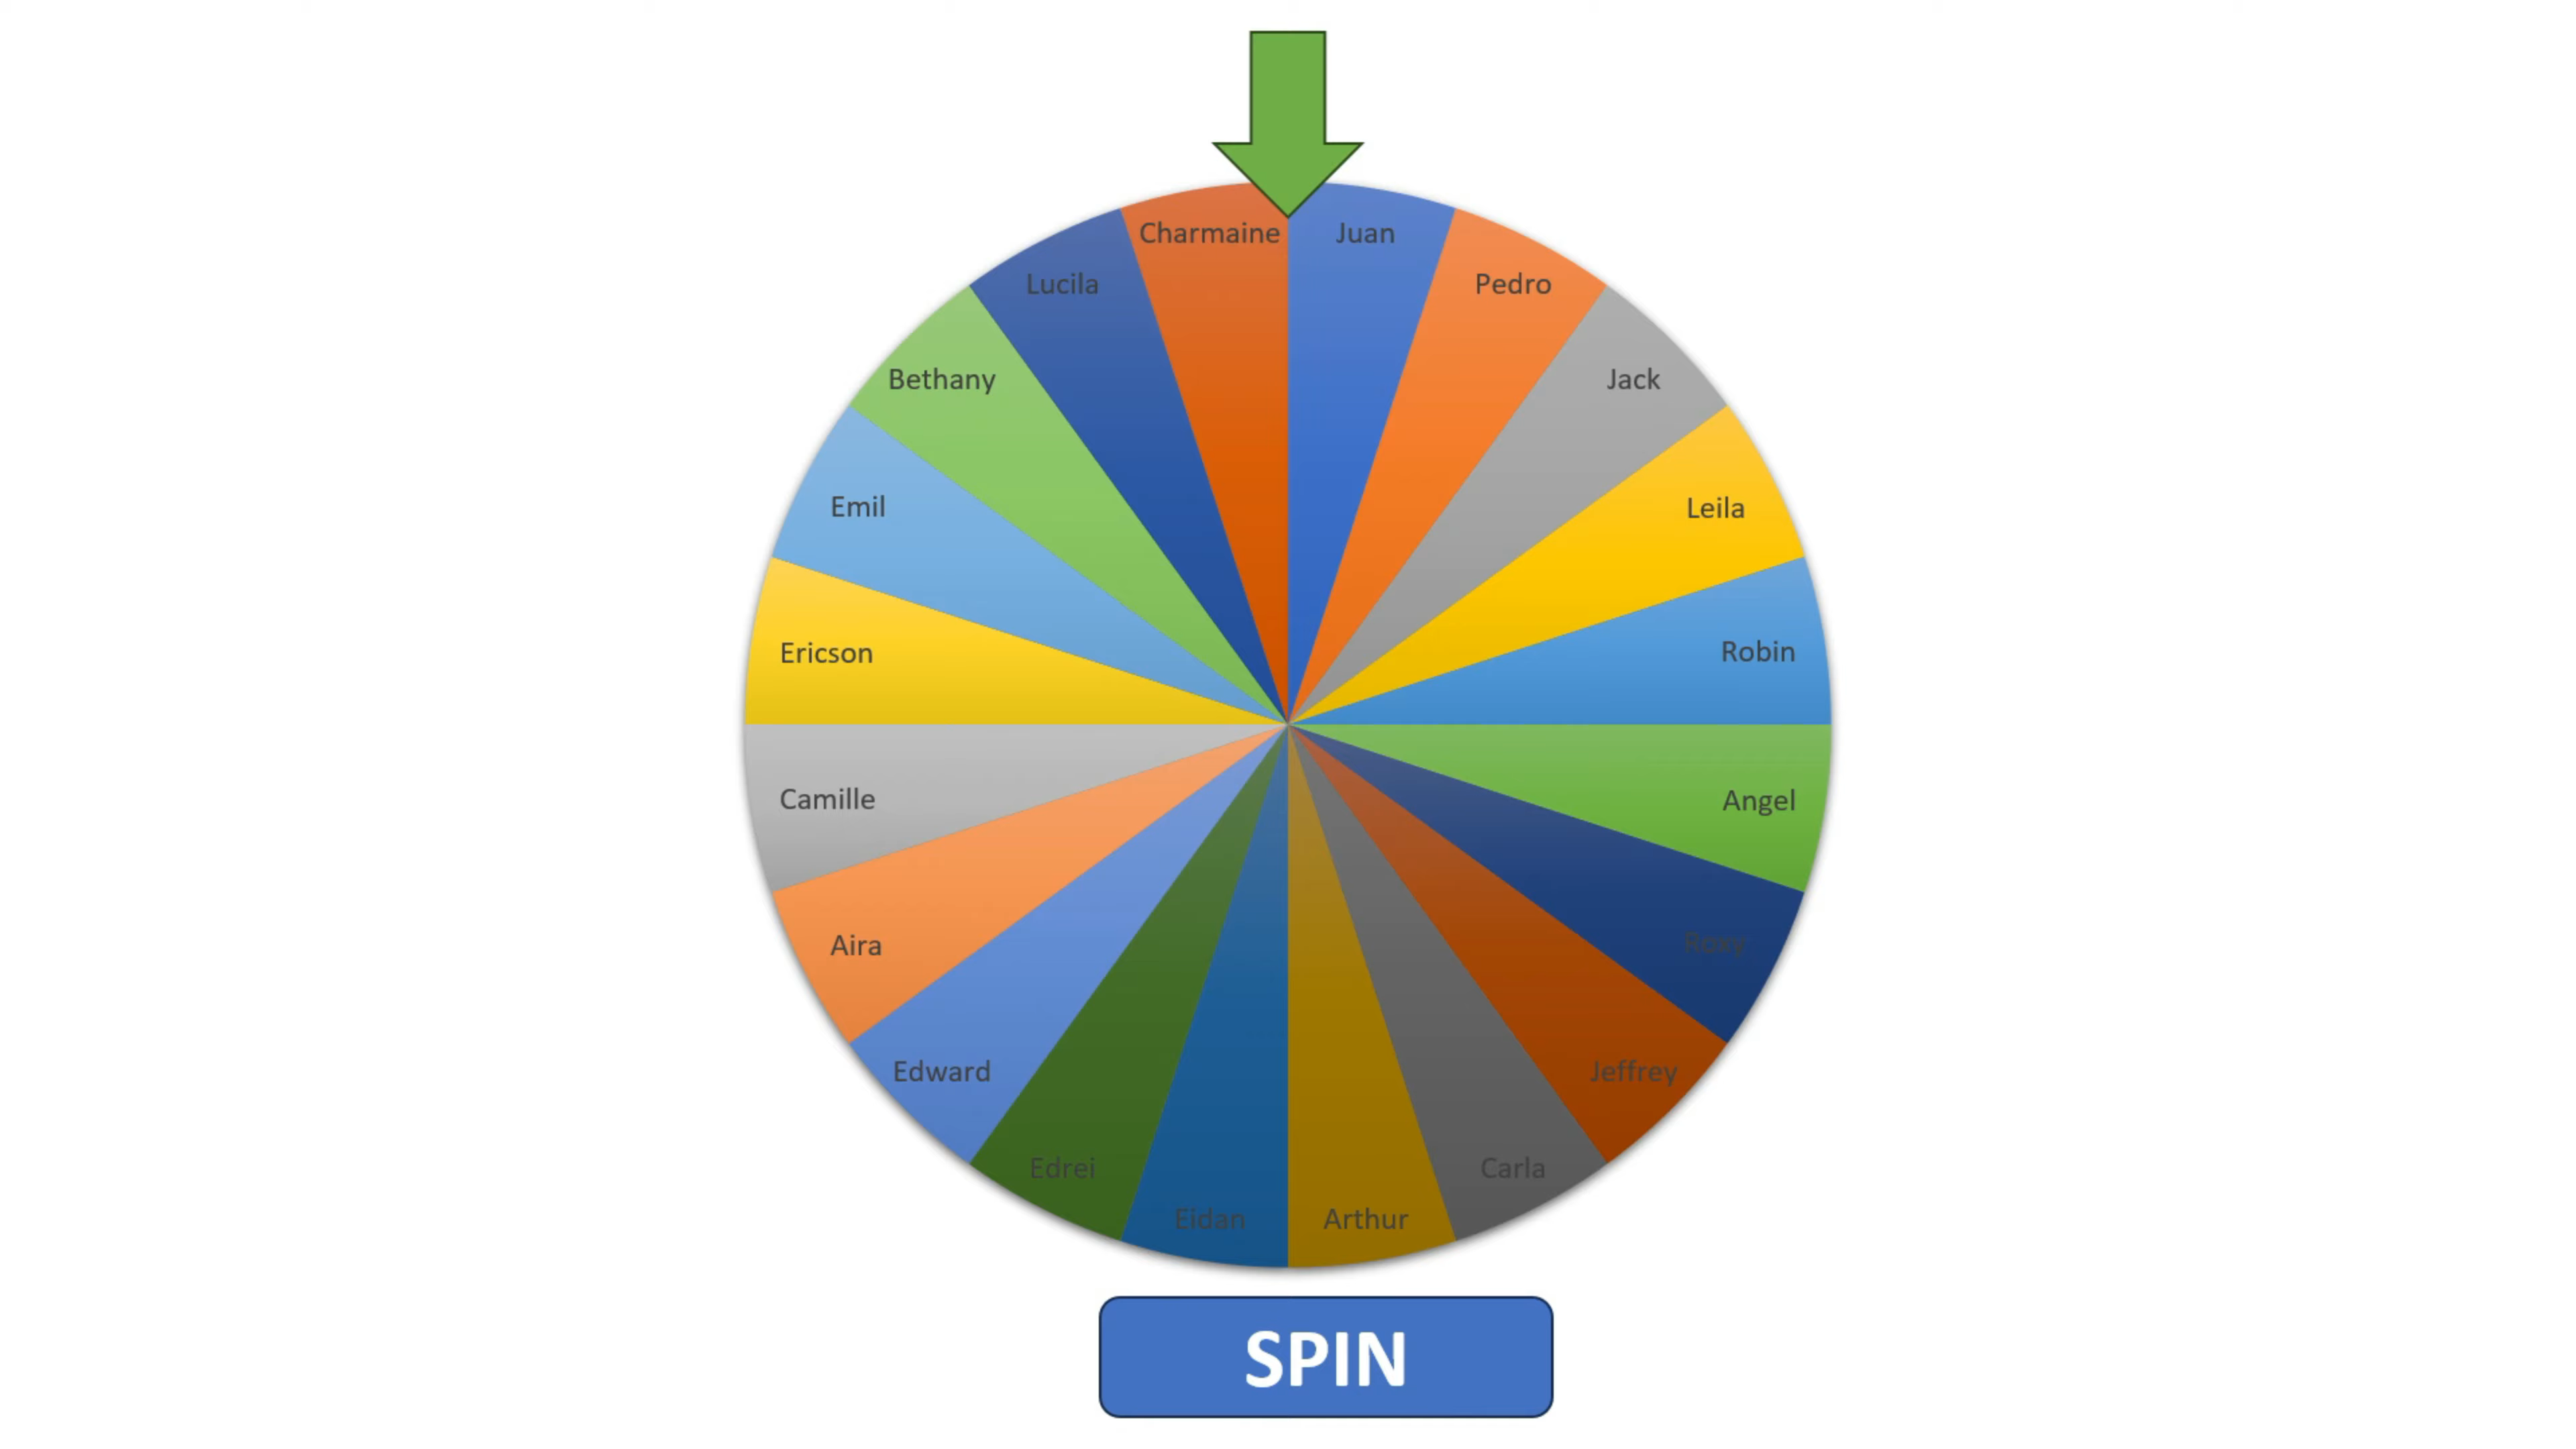 Charmaine
Juan
Lucila
Pedro
Bethany
Jack
Emil
Leila
Ericson
Robin
Camille
Angel
Aira
Roxy
Edward
Jeffrey
Edrei
Carla
Eidan
Arthur
SPIN